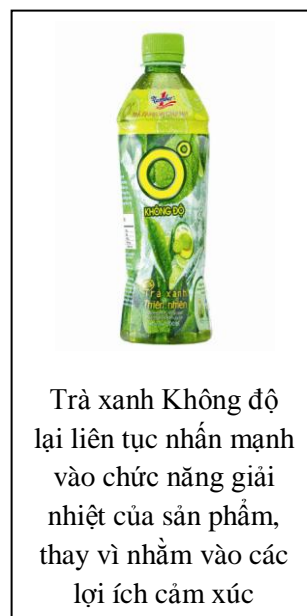 0°
KHÔNG ĐỘ
Trà xanh
thiên nhiên
Trà xanh Không độ
lại liên tục nhấn mạnh
vào chức năng giải
nhiệt của sản phẩm,
thay vì nhằm vào các
lợi ích cảm xúc